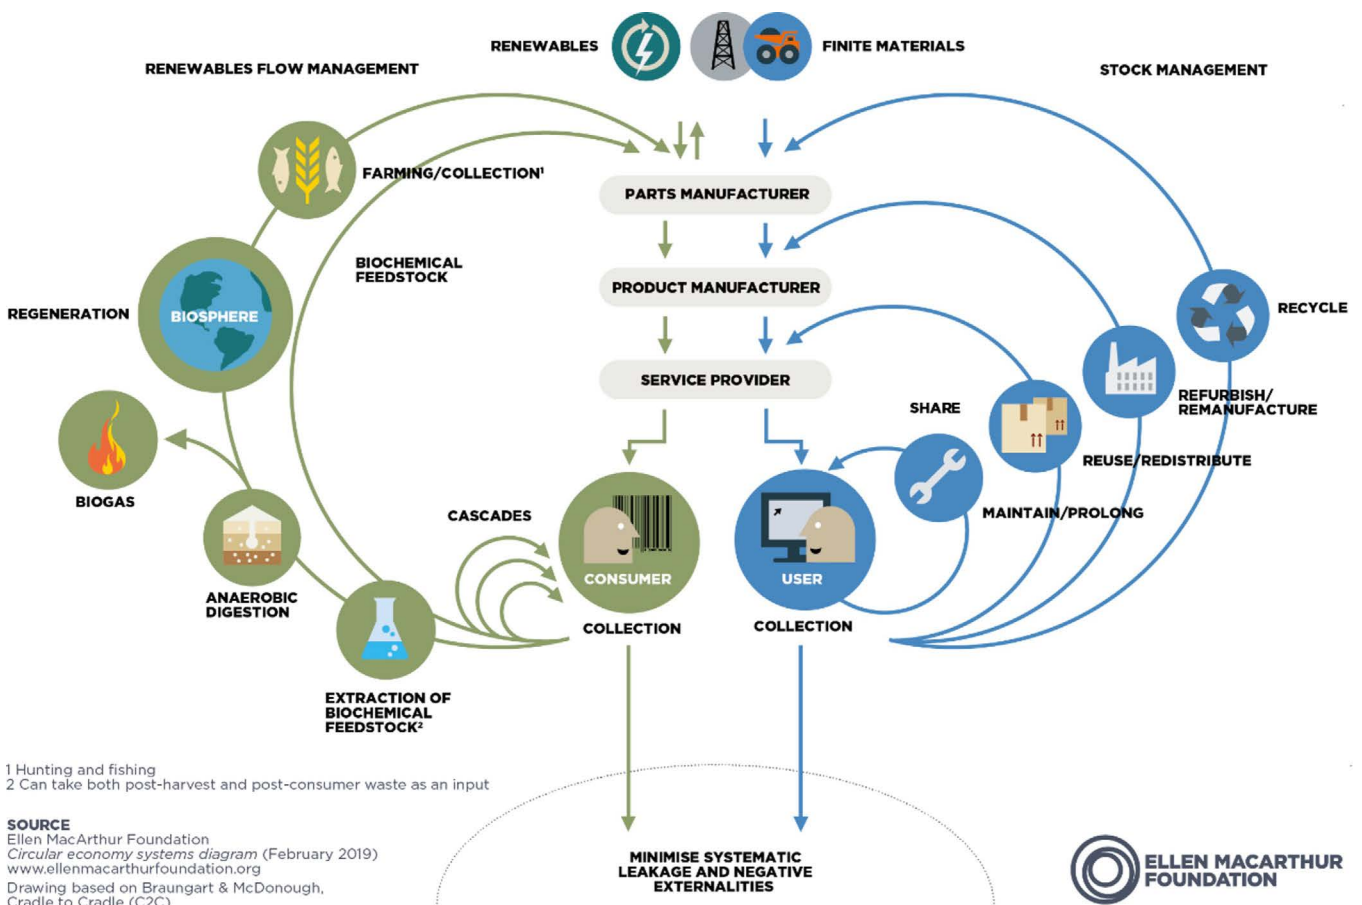 RENEWABLES
FINITE MATERIALS
RENEWABLES FLOW MANAGEMENT
STOCK MANAGEMENT
FARMING/COLLECTION¹
PARTS MANUFACTURER
BIOCHEMICAL
FEEDSTOCK
PRODUCT MANUFACTURER
REGENERATION
BIOSPHERE
RECYCLE
SERVICE PROVIDER
SHARE
REFURBISH/
REMANUFACTURE
REUSE/REDISTRIBUTE
BIOGAS
CASCADES
MAINTAIN/PROLONG
CONSUMER
USER
ANAEROBIC
DIGESTION
COLLECTION
COLLECTION
EXTRACTION OF
BIOCHEMICAL
FEEDSTOCK²
1 Hunting and fishing
2 Can take both post-harvest and post-consumer waste as an input
SOURCE
Ellen MacArthur Foundation
Circular economy systems diagram (February 2019)
www.ellenmacarthurfoundation.org
Drawing based on Braungart & McDonough,
Cradle to Cradle (C2C)
MINIMISE SYSTEMATIC
LEAKAGE AND NEGATIVE
EXTERNALITIES
ELLEN MACARTHUR
FOUNDATION